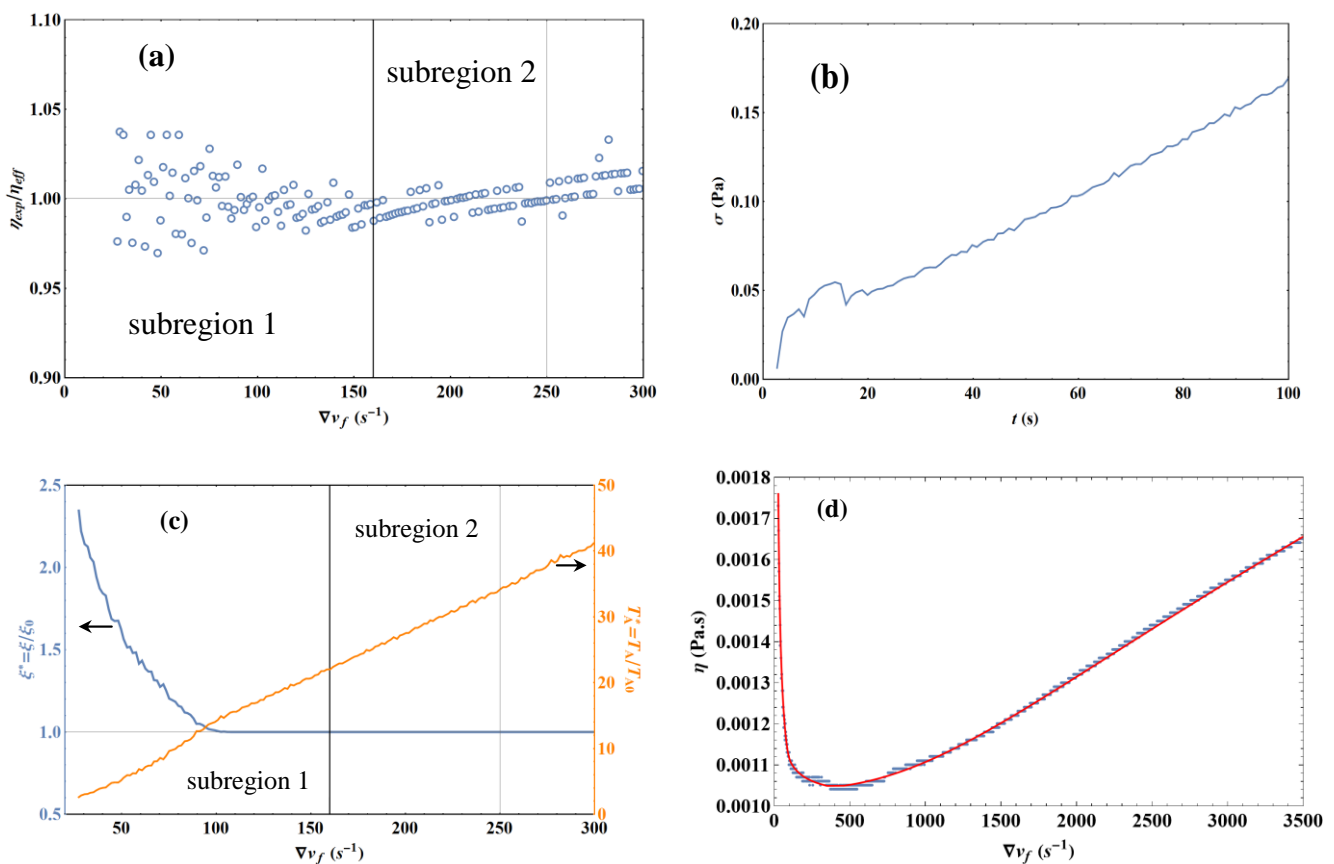 (a)
subregion 2
subregion 1
η_exp/η_eff
1.10
1.05
1.00
0.95
0.90
0 50 100 150 200 250 300
∇v_f (s⁻¹)
(b)
σ (Pa)
0.20
0.15
0.10
0.05
0.00
0 20 40 60 80 100
t (s)
(c)
subregion 2
subregion 1
ξ*=ξ/ξ₀
2.5
2.0
1.5
1.0
0.5
50
40
30
20
10
0
T*_Λ=T_Λ/T_Λ0
50 100 150 200 250 300
∇v_f (s⁻¹)
(d)
η (Pa.s)
0.0018
0.0017
0.0016
0.0015
0.0014
0.0013
0.0012
0.0011
0.0010
0 500 1000 1500 2000 2500 3000 3500
∇v_f (s⁻¹)